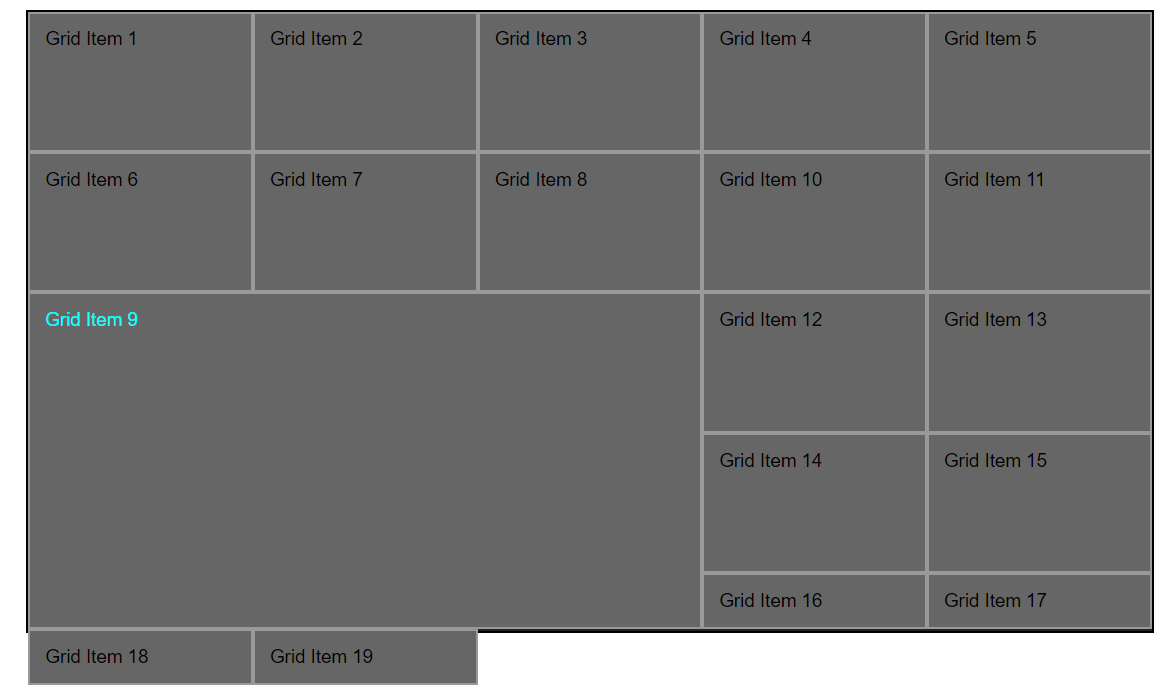 Grid Item 1
Grid Item 2
Grid Item 3
Grid Item 4
Grid Item 5
Grid Item 6
Grid Item 7
Grid Item 8
Grid Item 10
Grid Item 11
Grid Item 9
Grid Item 12
Grid Item 13
Grid Item 14
Grid Item 15
Grid Item 16
Grid Item 17
Grid Item 18
Grid Item 19